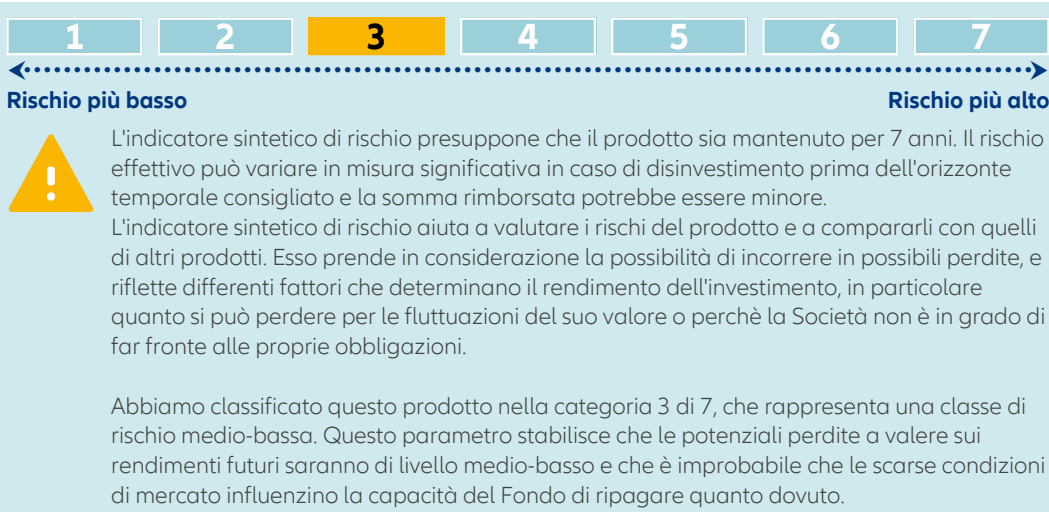 1 2 3 4 5 6 7
Rischio più basso Rischio più alto
L'indicatore sintetico di rischio presuppone che il prodotto sia mantenuto per 7 anni. Il rischio
effettivo può variare in misura significativa in caso di disinvestimento prima dell'orizzonte
temporale consigliato e la somma rimborsata potrebbe essere minore.
L'indicatore sintetico di rischio aiuta a valutare i rischi del prodotto e a compararli con quelli
di altri prodotti. Esso prende in considerazione la possibilità di incorrere in possibili perdite, e
riflette differenti fattori che determinano il rendimento dell'investimento, in particolare
quanto si può perdere per le fluttuazioni del suo valore o perchè la Società non è in grado di
far fronte alle proprie obbligazioni.
Abbiamo classificato questo prodotto nella categoria 3 di 7, che rappresenta una classe di
rischio medio-bassa. Questo parametro stabilisce che le potenziali perdite a valere sui
rendimenti futuri saranno di livello medio-basso e che è improbabile che le scarse condizioni
di mercato influenzino la capacità del Fondo di ripagare quanto dovuto.